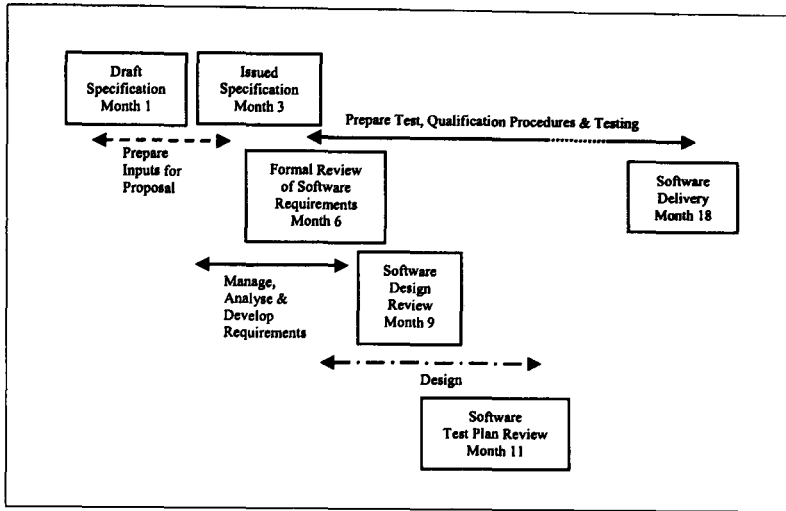 Draft
Specification
Month 1
Issued
Specification
Month 3
Prepare Test, Qualification Procedures & Testing
Prepare
Inputs for
Proposal
Formal Review
of Software
Requirements
Month 6
Software
Delivery
Month 18
Manage,
Analyse &
Develop
Requirements
Software
Design
Review
Month 9
Design
Software
Test Plan Review
Month 11